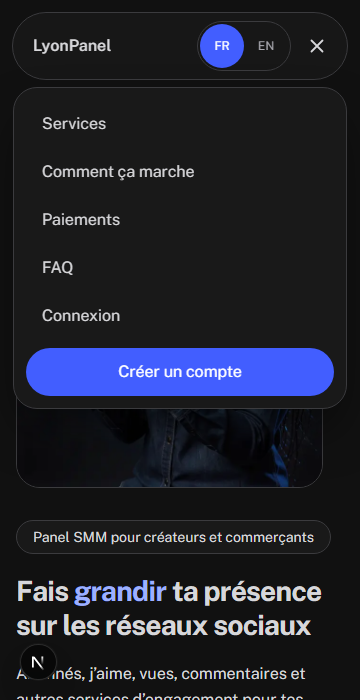 LyonPanel
FR EN
Services
Comment ça marche
Paiements
FAQ
Connexion
Créer un compte
Panel SMM pour créateurs et commerçants
Fais grandir ta présence
sur les réseaux sociaux
N
j’aime, vues, commentaires et
autres services d’engagement pour tes